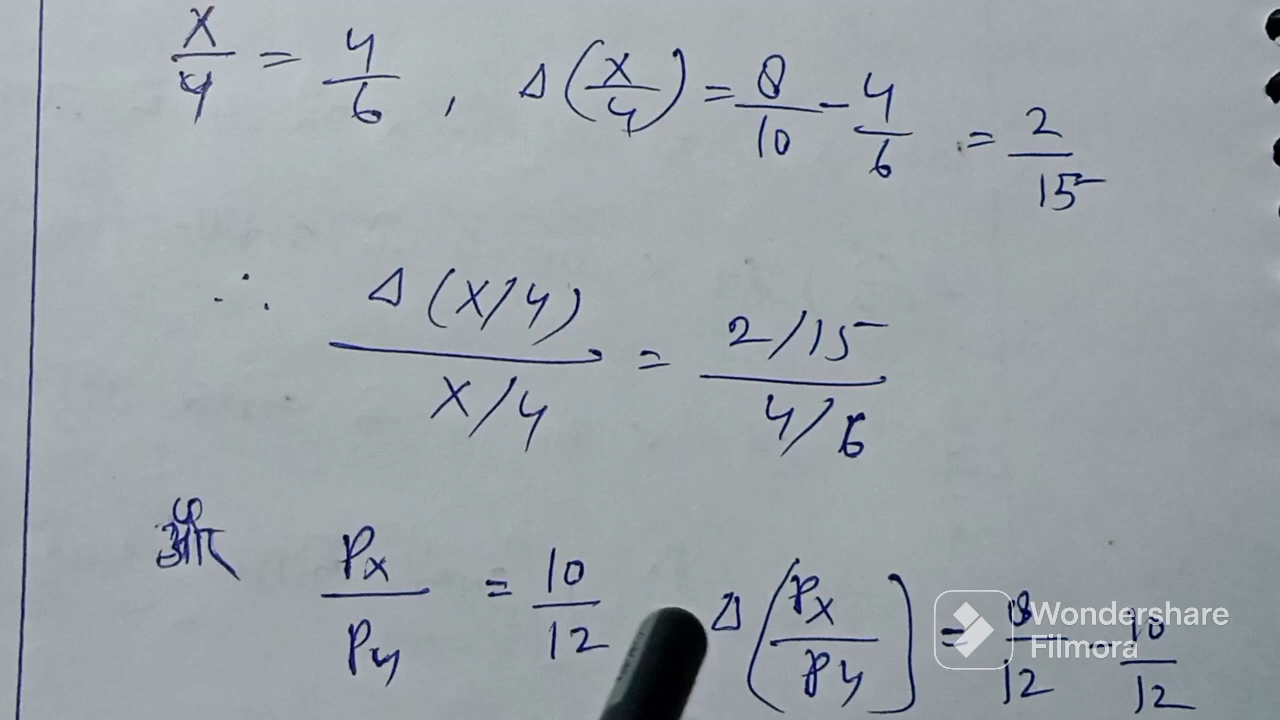 x/y = 4/6 , Δ(x/y) = 8/10 - 4/6 = 2/15
∴ Δ(x/y) / x/y = 2/15 / 4/6
और Px/Py = 10/12 Δ(Px/Py) = 8/12 - 10/12
Wondershare
Filmora